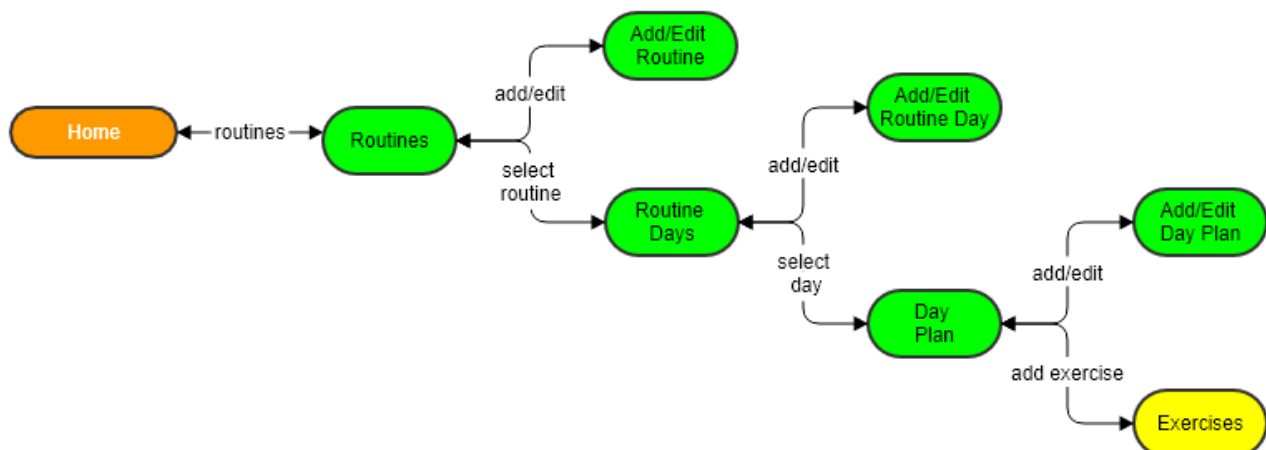 Add/Edit
Routine
add/edit
Home
routines
Routines
select
routine
Add/Edit
Routine Day
add/edit
Routine
Days
select
day
Add/Edit
Day Plan
add/edit
Day
Plan
add exercise
Exercises